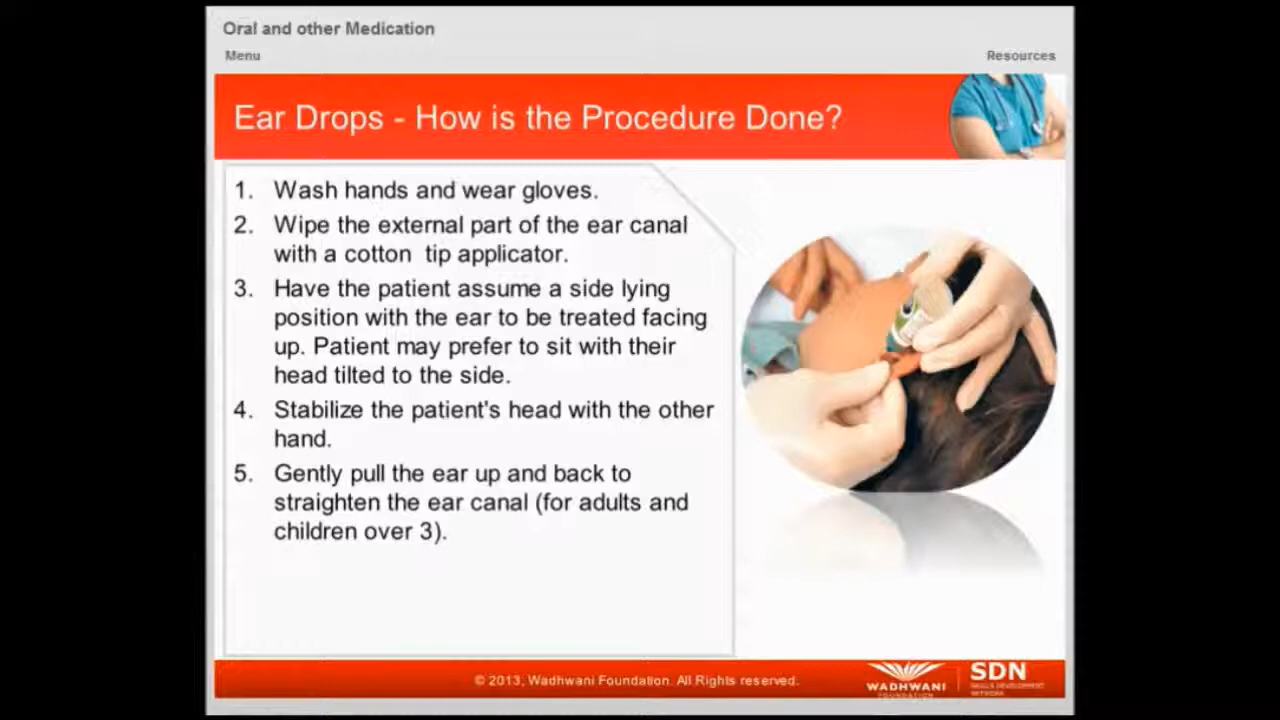 Oral and other Medication
Menu
Resources
Ear Drops - How is the Procedure Done?
1. Wash hands and wear gloves.
2. Wipe the external part of the ear canal
with a cotton tip applicator.
3. Have the patient assume a side lying
position with the ear to be treated facing
up. Patient may prefer to sit with their
head tilted to the side.
4. Stabilize the patient's head with the other
hand.
5. Gently pull the ear up and back to
straighten the ear canal (for adults and
children over 3).
© 2013, Wadhwani Foundation. All Rights reserved.
WADHWANI
FOUNDATION
SDN
SKILLS DEVELOPMENT
NETWORK